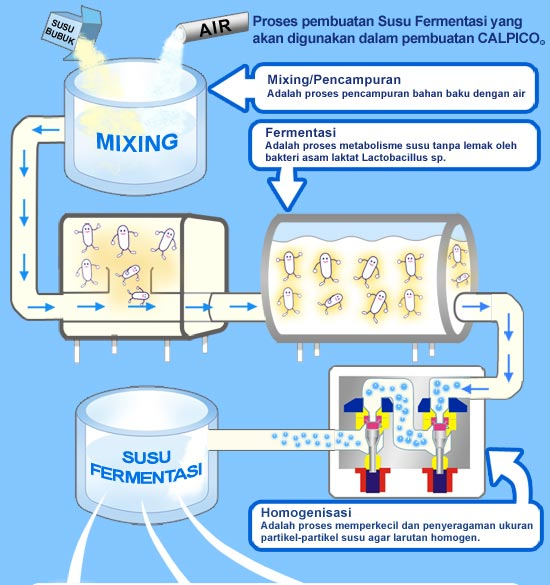 SUSU
BUBUK
AIR
Proses pembuatan Susu Fermentasi yang
akan digunakan dalam pembuatan CALPICO®
Mixing/Pencampuran
Adalah proses pencampuran bahan baku dengan air
MIXING
Fermentasi
Adalah proses metabolisme susu tanpa lemak oleh
bakteri asam laktat Lactobacillus sp.
SUSU
FERMENTASI
Homogenisasi
Adalah proses memperkecil dan penyeragaman ukuran
partikel-partikel susu agar larutan homogen.